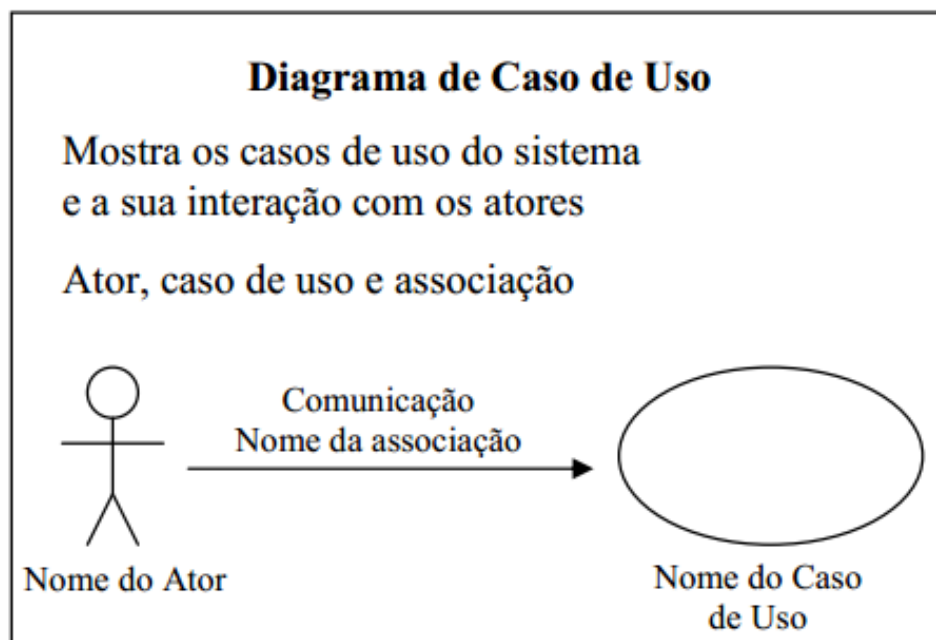 Diagrama de Caso de Uso
Mostra os casos de uso do sistema
e a sua interação com os atores
Ator, caso de uso e associação
Comunicação
Nome da associação
Nome do Ator
Nome do Caso
de Uso